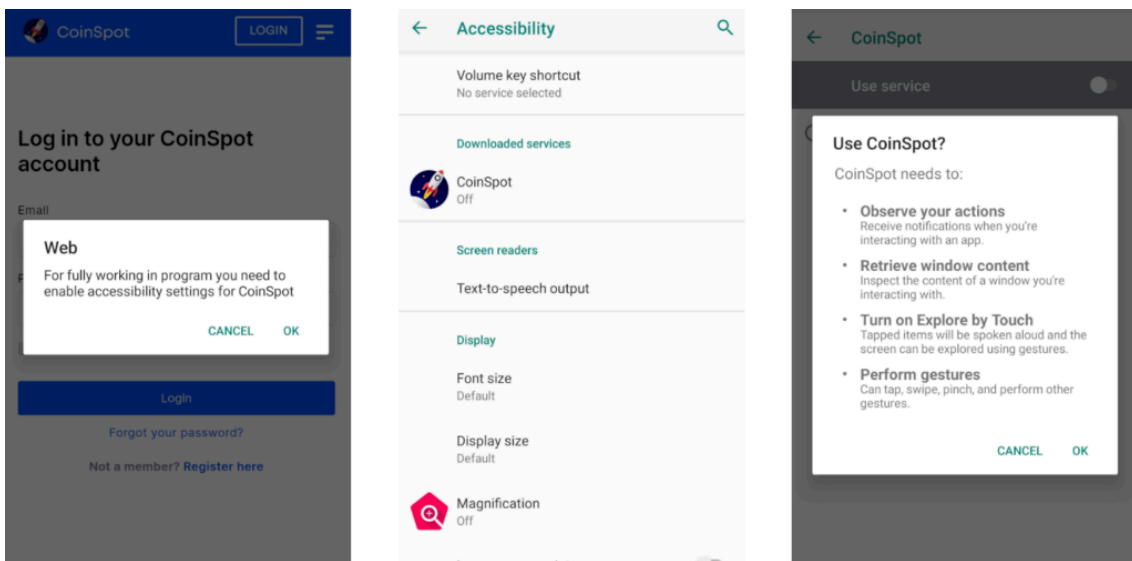 CoinSpot
LOGIN
Log in to your CoinSpot
account
Email
Web
For fully working in program you need to
enable accessibility settings for CoinSpot
CANCEL OK
Login
Forgot your password?
Not a member? Register here
Accessibility
Volume key shortcut
No service selected
Downloaded services
CoinSpot
Off
Screen readers
Text-to-speech output
Display
Font size
Default
Display size
Default
Magnification
Off
CoinSpot
Use service
Use CoinSpot?
CoinSpot needs to:
• Observe your actions
Receive notifications when you're
interacting with an app.
• Retrieve window content
Inspect the content of a window you're
interacting with.
• Turn on Explore by Touch
Tapped items will be spoken aloud and the
screen can be explored using gestures.
• Perform gestures
Can tap, swipe, pinch, and perform other
gestures.
CANCEL OK